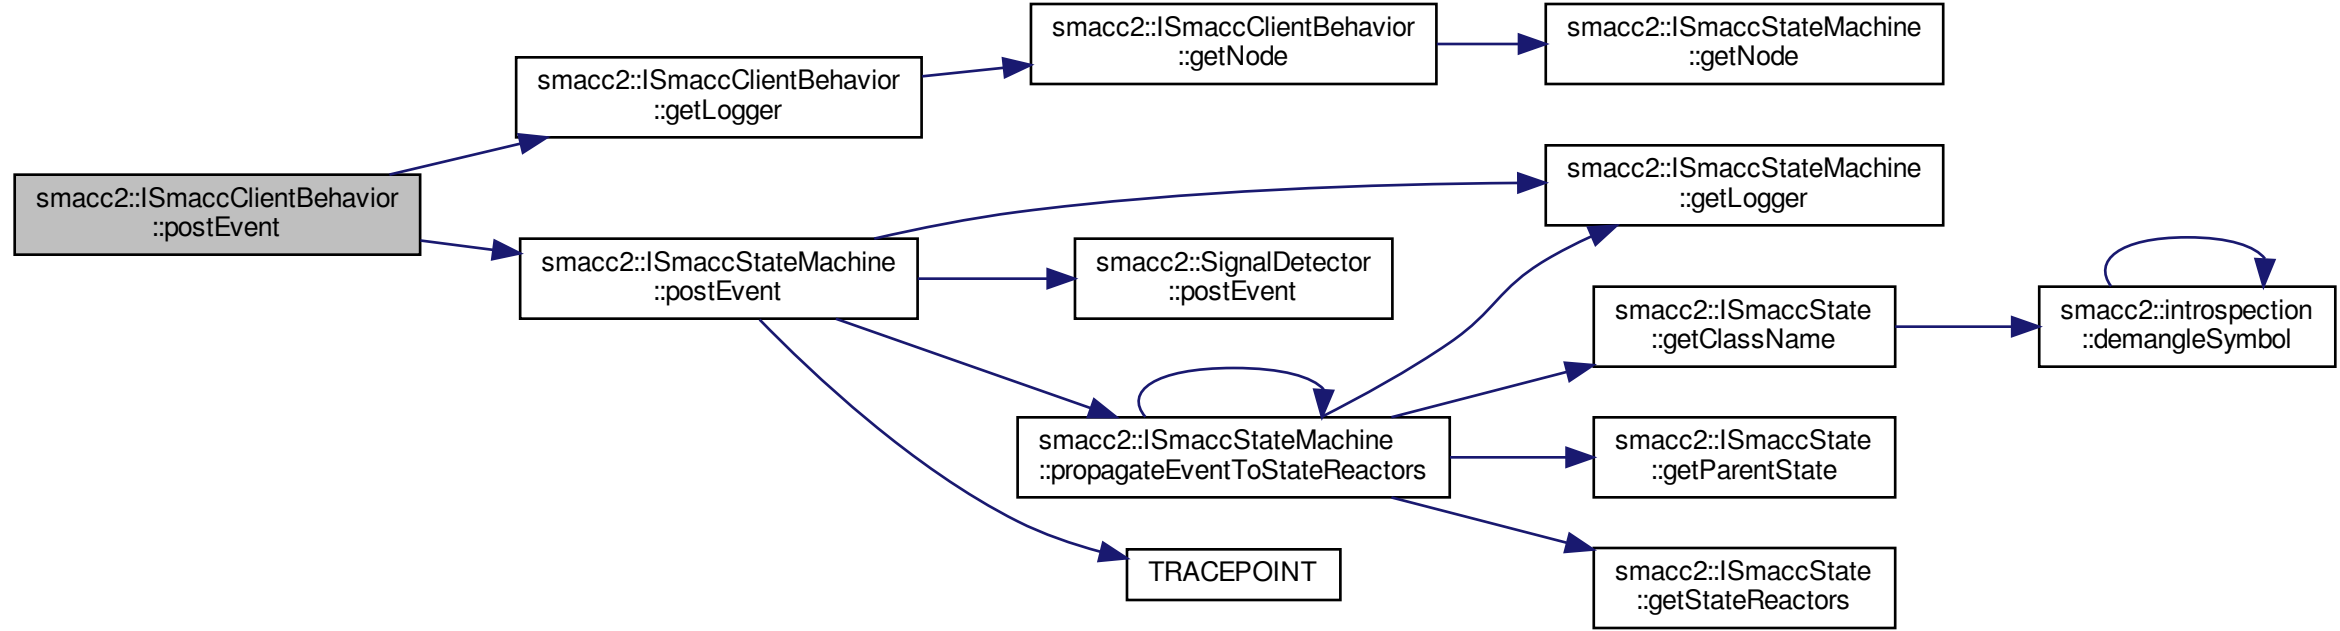 smacc2::ISmaccClientBehavior
::postEvent
smacc2::ISmaccClientBehavior
::getLogger
smacc2::ISmaccClientBehavior
::getNode
smacc2::ISmaccStateMachine
::getNode
smacc2::ISmaccStateMachine
::postEvent
smacc2::ISmaccStateMachine
::getLogger
smacc2::SignalDetector
::postEvent
smacc2::ISmaccStateMachine
::propagateEventToStateReactors
smacc2::ISmaccState
::getClassName
smacc2::introspection
::demangleSymbol
smacc2::ISmaccState
::getParentState
smacc2::ISmaccState
::getStateReactors
TRACEPOINT